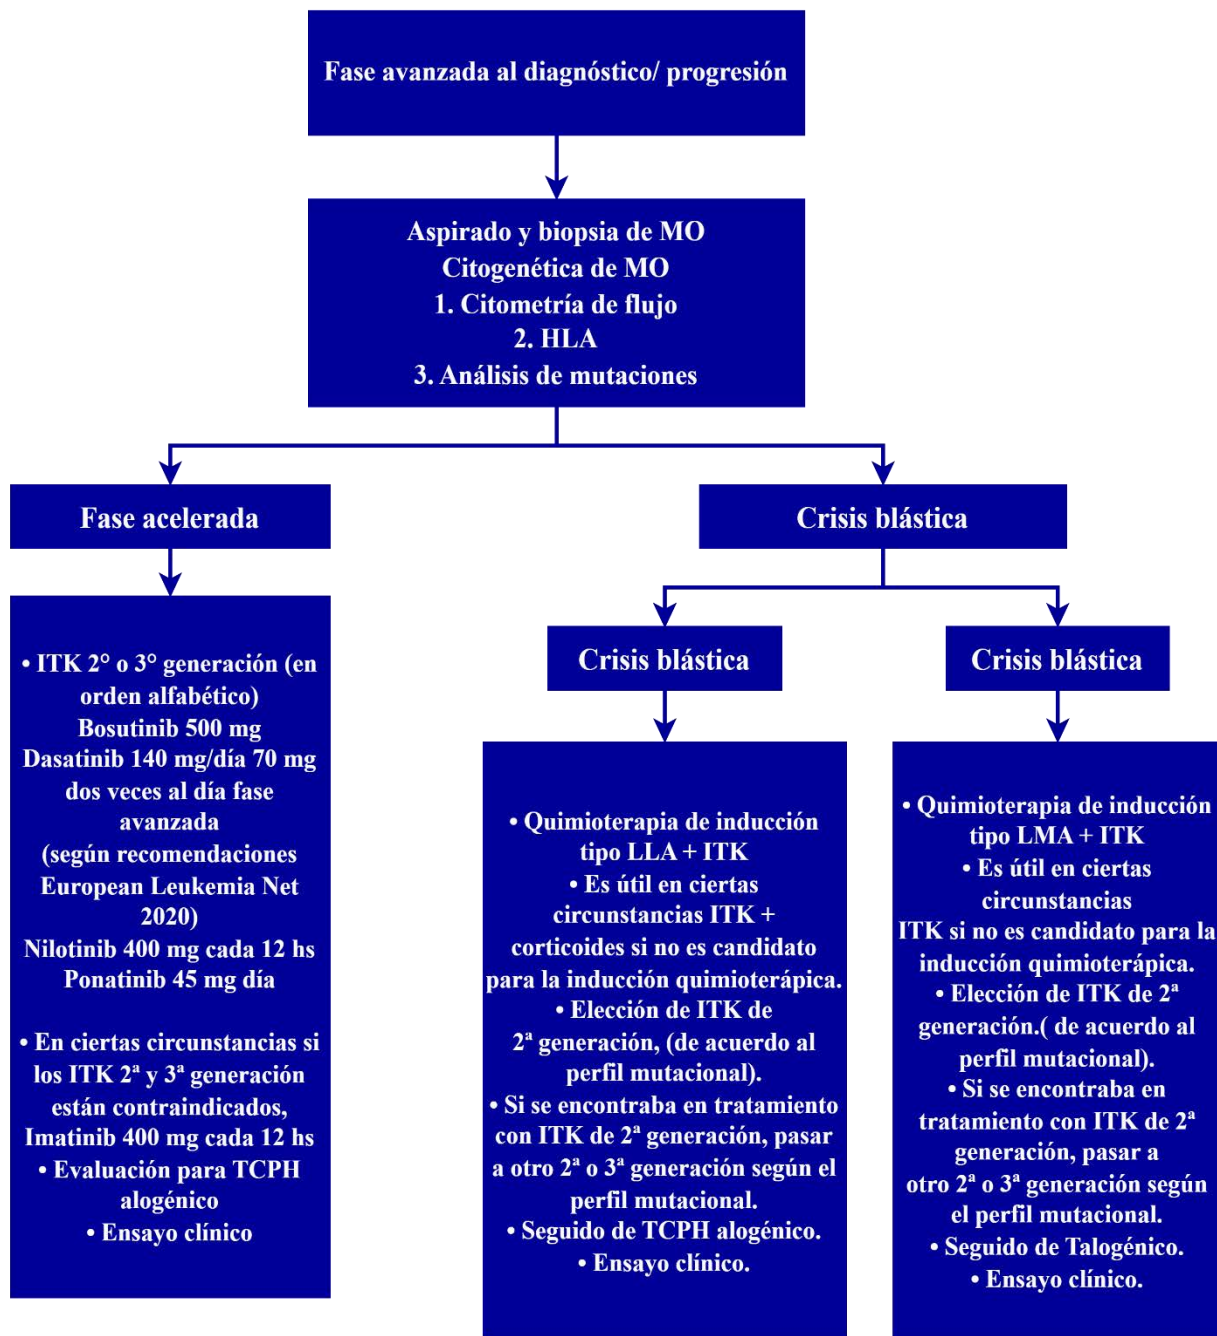 Fase avanzada al diagnóstico/ progresión
Aspirado y biopsia de MO
Citogenética de MO
1. Citometría de flujo
2. HLA
3. Análisis de mutaciones
Fase acelerada
Crisis blástica
• ITK 2° o 3° generación (en
orden alfabético)
Bosutinib 500 mg
Dasatinib 140 mg/día 70 mg
dos veces al día fase
avanzada
(según recomendaciones
European Leukemia Net
2020)
Nilotinib 400 mg cada 12 hs
Ponatinib 45 mg día
• En ciertas circunstancias si
los ITK 2ª y 3ª generación
están contraindicados,
Imatinib 400 mg cada 12 hs
• Evaluación para TCPH
alogénico
• Ensayo clínico
Crisis blástica
• Quimioterapia de inducción
tipo LLA + ITK
• Es útil en ciertas
circunstancias ITK +
corticoides si no es candidato
para la inducción quimioterápica.
• Elección de ITK de
2ª generación, (de acuerdo al
perfil mutacional).
• Si se encontraba en tratamiento
con ITK de 2ª generación, pasar
a otro 2ª o 3ª generación según el
perfil mutacional.
• Seguido de TCPH alogénico.
• Ensayo clínico.
Crisis blástica
• Quimioterapia de inducción
tipo LMA + ITK
• Es útil en ciertas
circunstancias
ITK si no es candidato para la
inducción quimioterápica.
• Elección de ITK de 2ª
generación.( de acuerdo al
perfil mutacional).
• Si se encontraba en
tratamiento con ITK de 2ª
generación, pasar a
otro 2ª o 3ª generación según
el perfil mutacional.
• Seguido de Talogénico.
• Ensayo clínico.